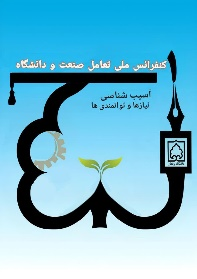 کنفرانس ملی تعامل صنعت و دانشگاه
آسیب شناسی
نیازها و توانمندی ها